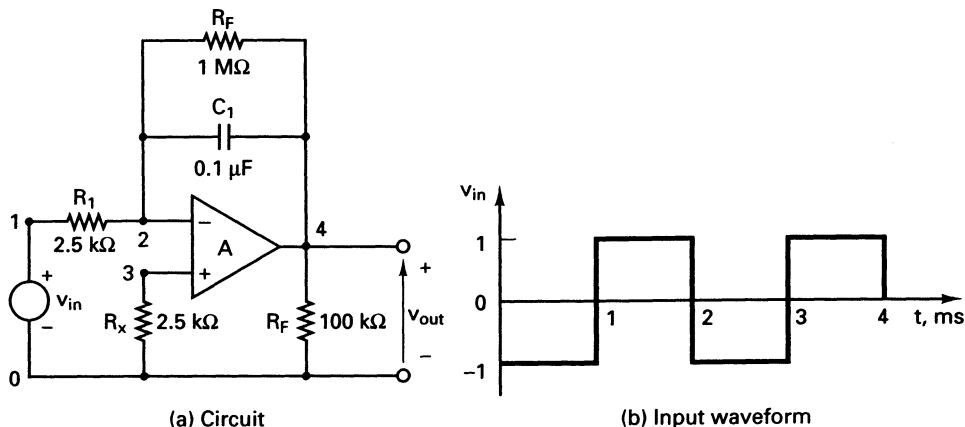 R_F
1 MΩ
C_1
0.1 μF
R_1
1
2.5 kΩ
2
−
A
4
3
+
+
v_in
−
R_x
2.5 kΩ
R_F
100 kΩ
+
v_out
−
0
(a) Circuit
v_in
1
0
−1
1
2
3
4
t, ms
(b) Input waveform